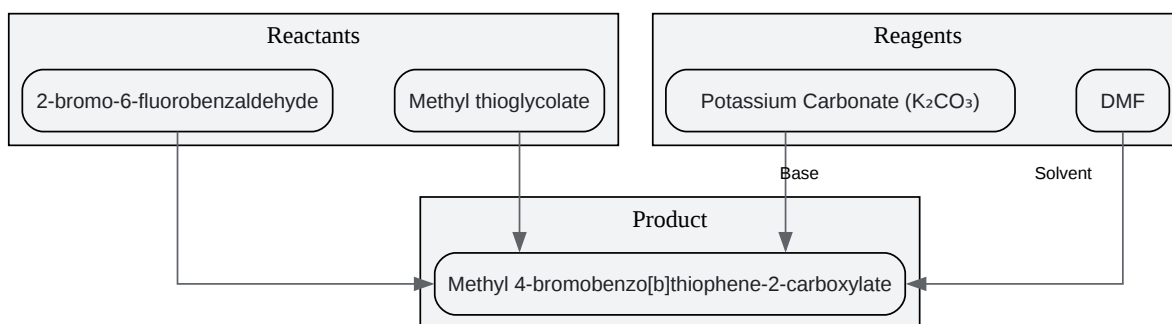 Reactants
Reagents
2-bromo-6-fluorobenzaldehyde
Methyl thioglycolate
Potassium Carbonate (K₂CO₃)
DMF
Base
Solvent
Product
Methyl 4-bromobenzo[b]thiophene-2-carboxylate